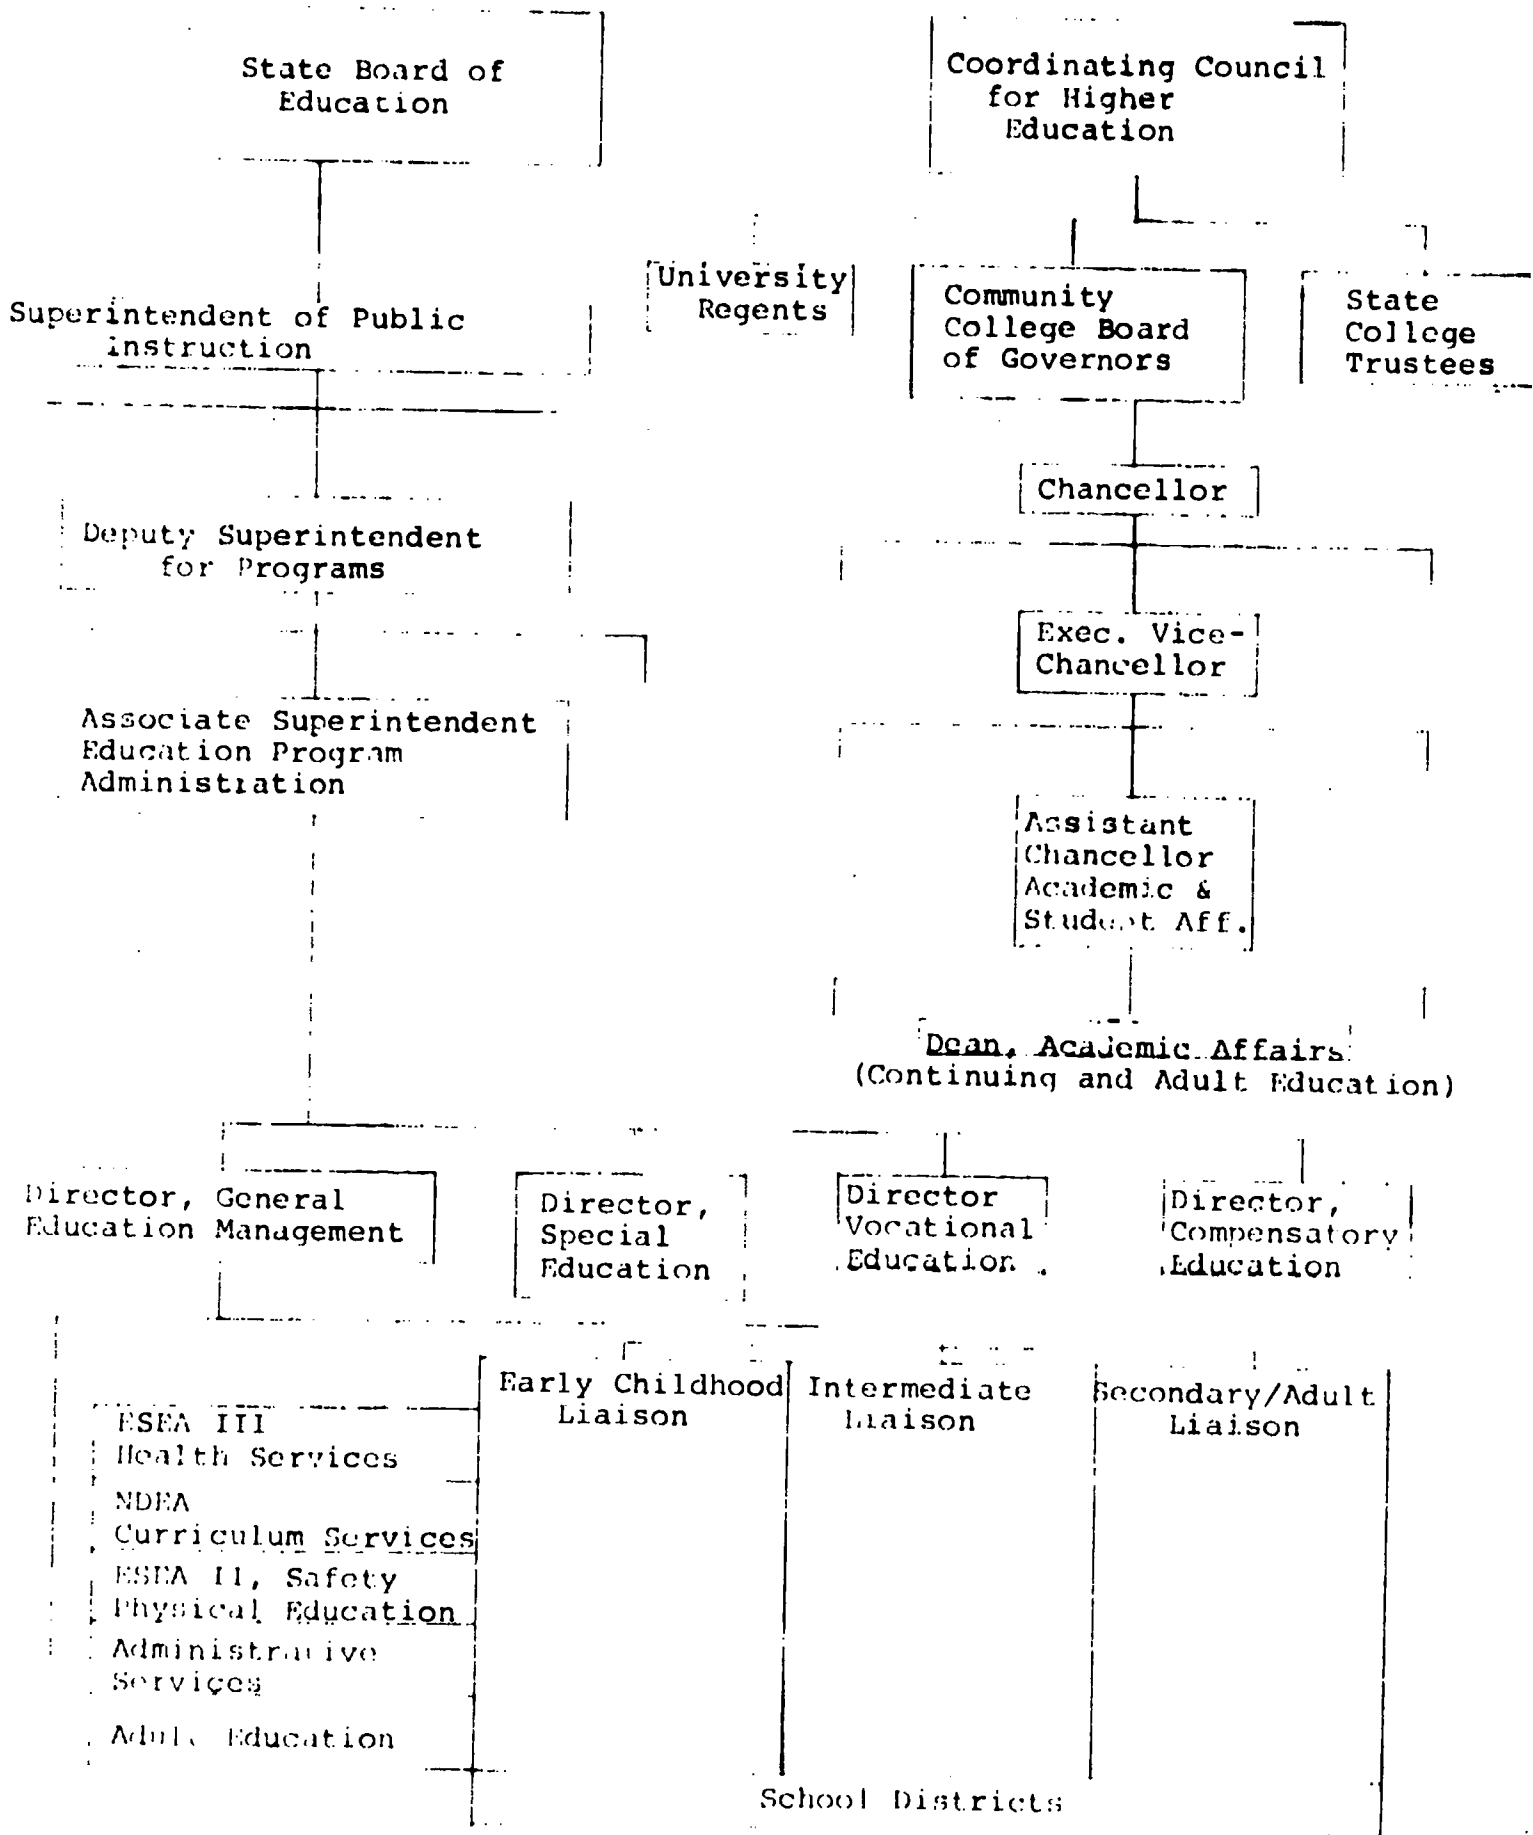 State Board of
Education
Coordinating Council
for Higher
Education
Superintendent of Public
Instruction
University
Regents
Community
College Board
of Governors
State
College
Trustees
Chancellor
Deputy Superintendent
for Programs
Exec. Vice-
Chancellor
Associate Superintendent
Education Program
Administration
Assistant
Chancellor
Academic &
Student Aff.
Dean, Academic Affairs
(Continuing and Adult Education)
Director, General
Education Management
Director,
Special
Education
Director
Vocational
Education
Director,
Compensatory
Education
Early Childhood
Liaison
Intermediate
Liaison
Secondary/Adult
Liaison
ESEA III
Health Services
NDEA
Curriculum Services
ESEA II, Safety
Physical Education
Administrative
Services
Adult Education
School Districts